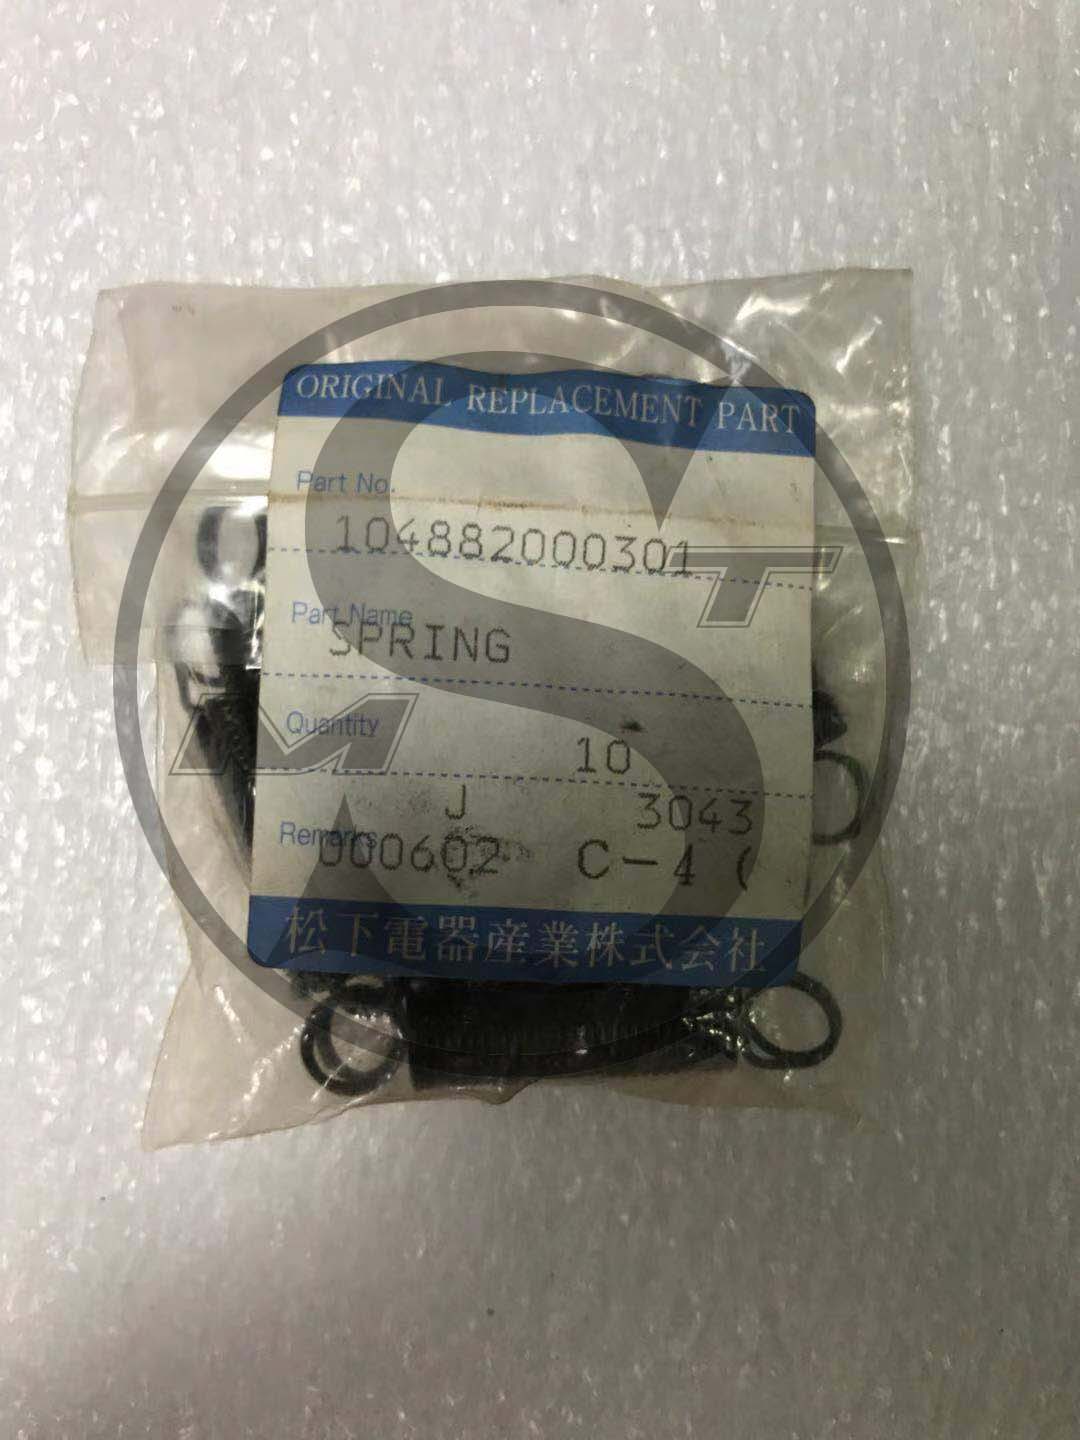 ORIGINAL REPLACEMENT PART
Part No.
104882000301
Part Name
SPRING
Quantity
10
J 3043
Remarks
000602 C-4 (
松下電器産業株式会社
S
M
T